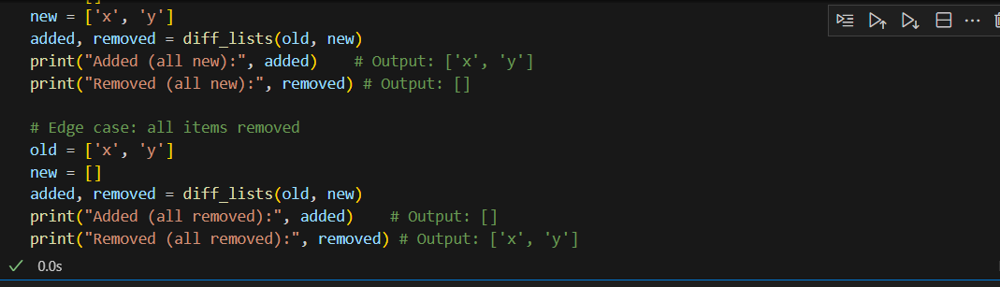 new = ['x', 'y']
added, removed = diff_lists(old, new)
print("Added (all new):", added)    # Output: ['x', 'y']
print("Removed (all new):", removed) # Output: []

# Edge case: all items removed
old = ['x', 'y']
new = []
added, removed = diff_lists(old, new)
print("Added (all removed):", added)    # Output: []
print("Removed (all removed):", removed) # Output: ['x', 'y']
0.0s